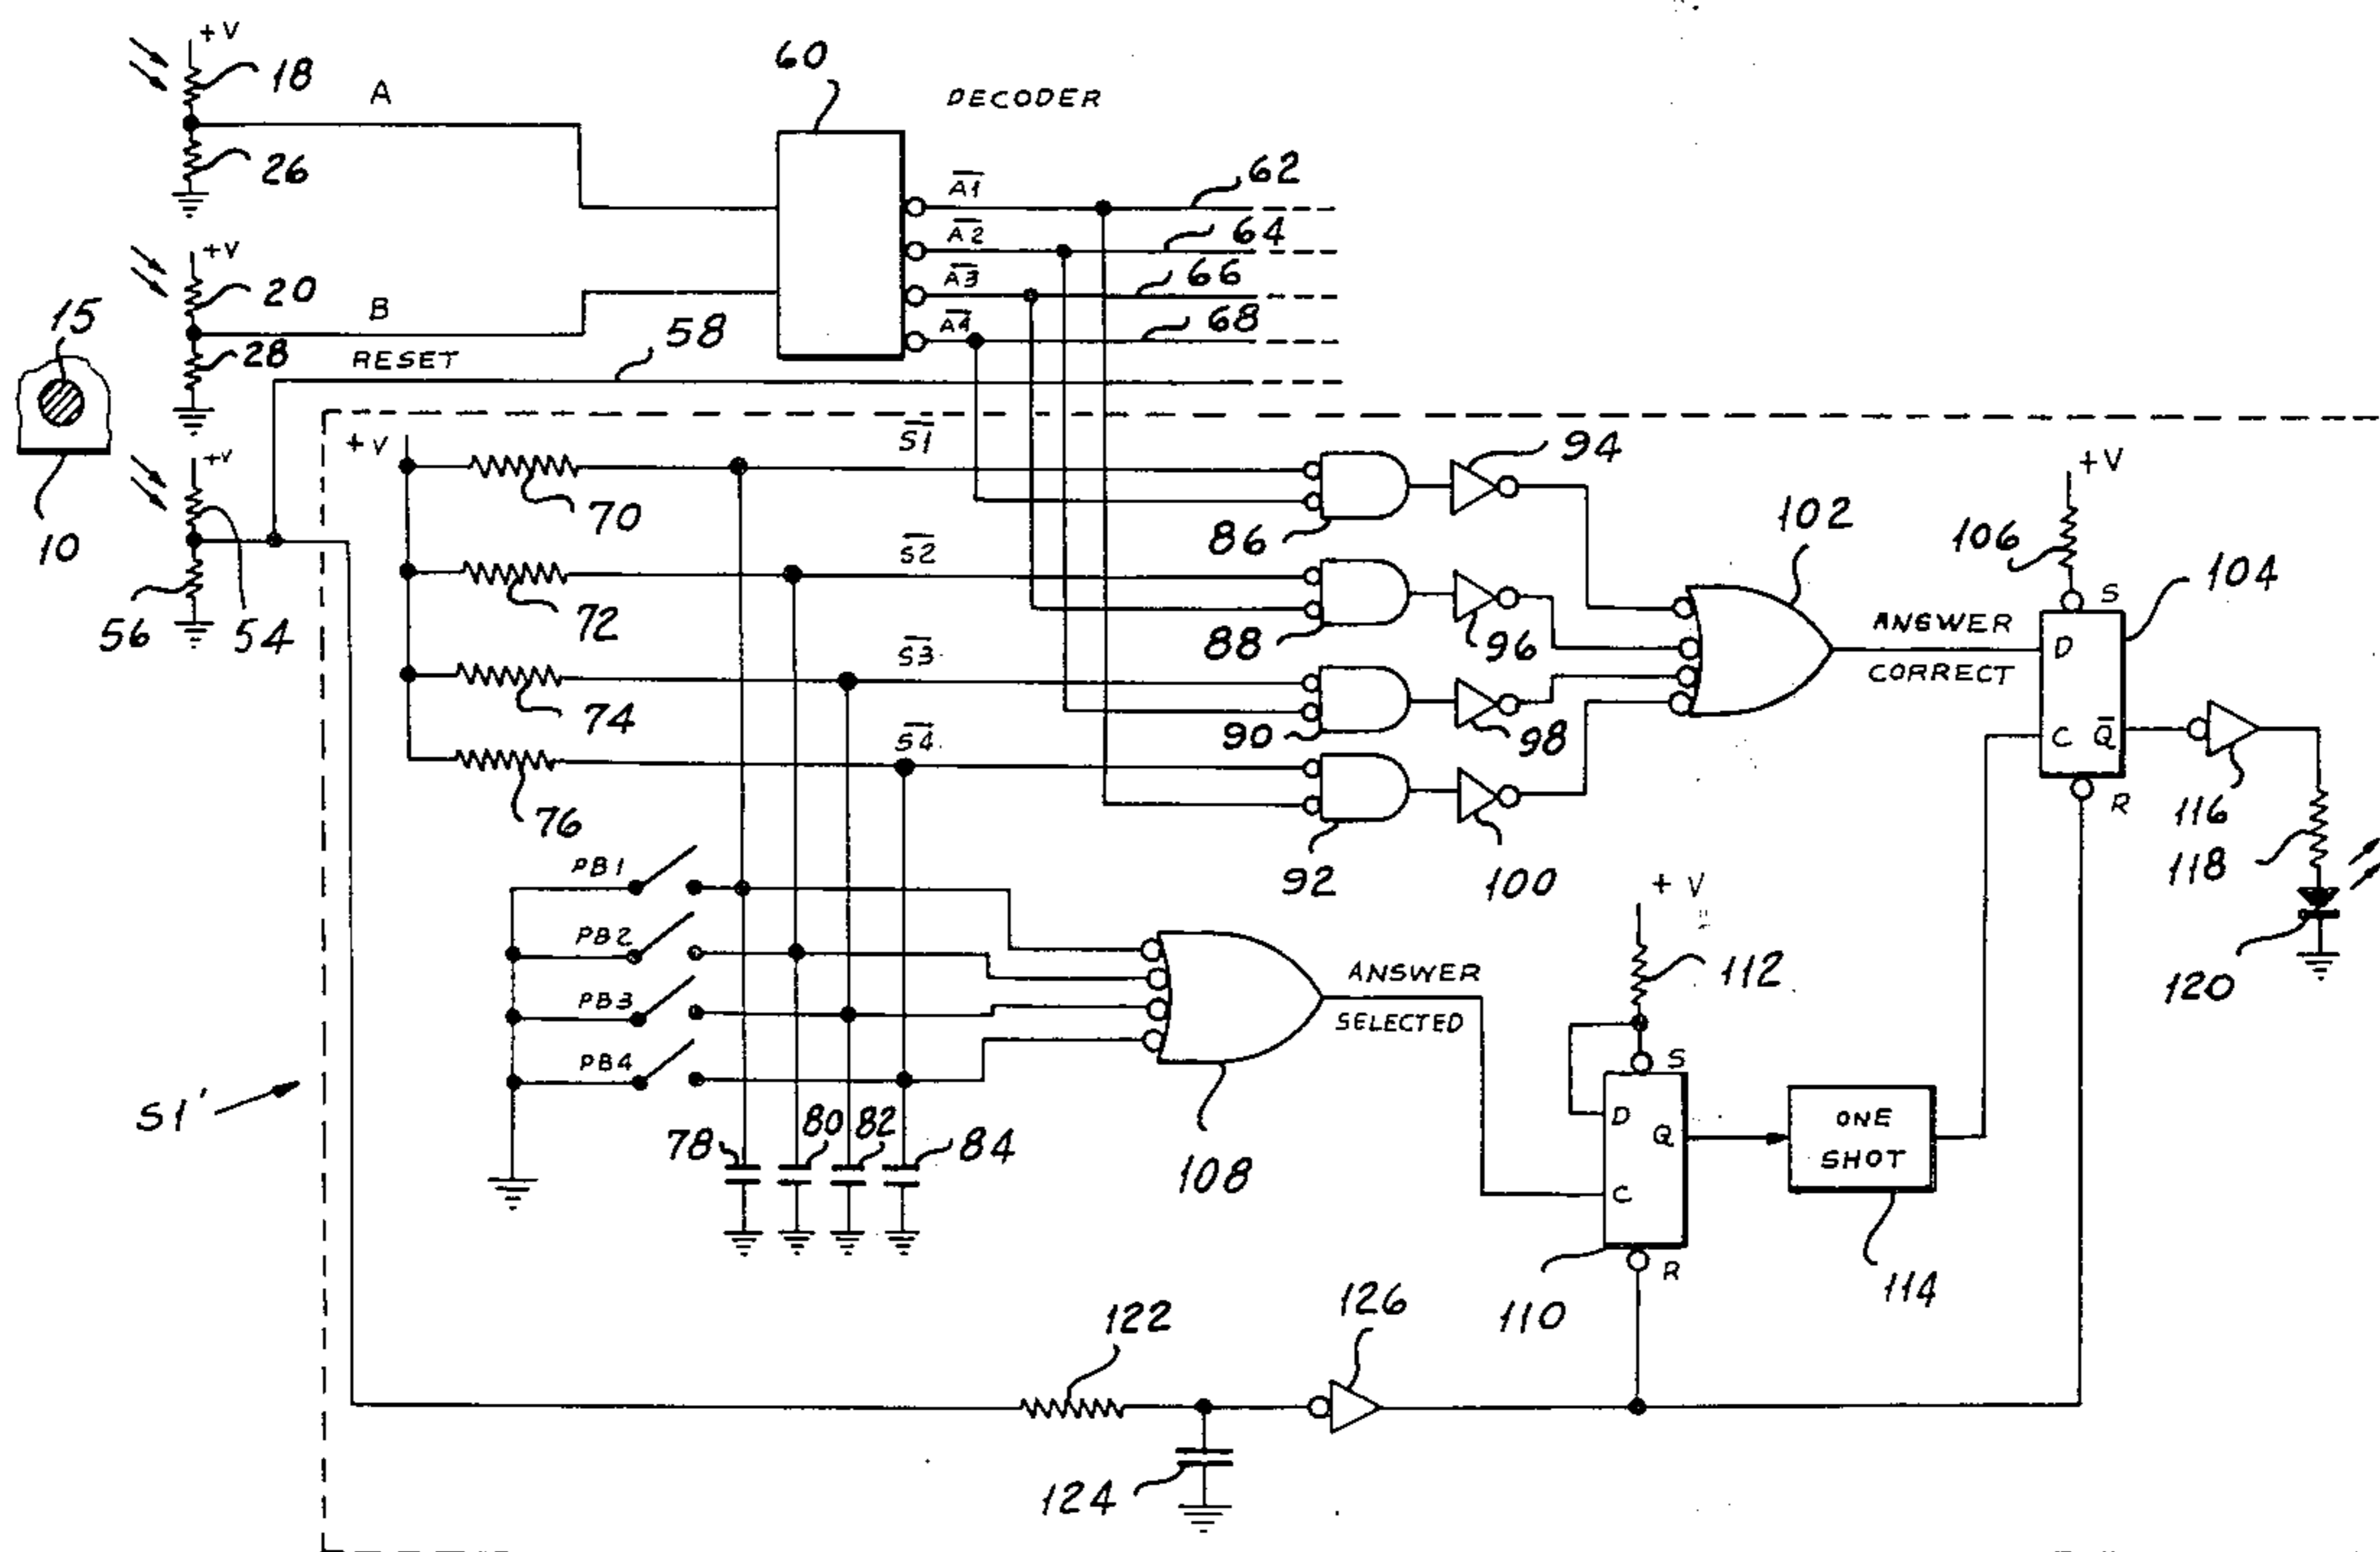 +V
18
A
26
60
DECODER
A1
62
A2
64
A3
66
A4
68
+V
20
B
28
15
RESET
58
10
+V
56
54
+V
S1
70
86
94
S2
72
88
96
S3
74
90
98
S4
76
92
100
102
ANSWER
CORRECT
+V
106
S
104
D
C
Q
R
116
118
120
PB1
PB2
PB3
PB4
78
80
82
84
108
ANSWER
SELECTED
+V
112
S
D
Q
C
R
110
ONE
SHOT
114
S1'
122
124
126